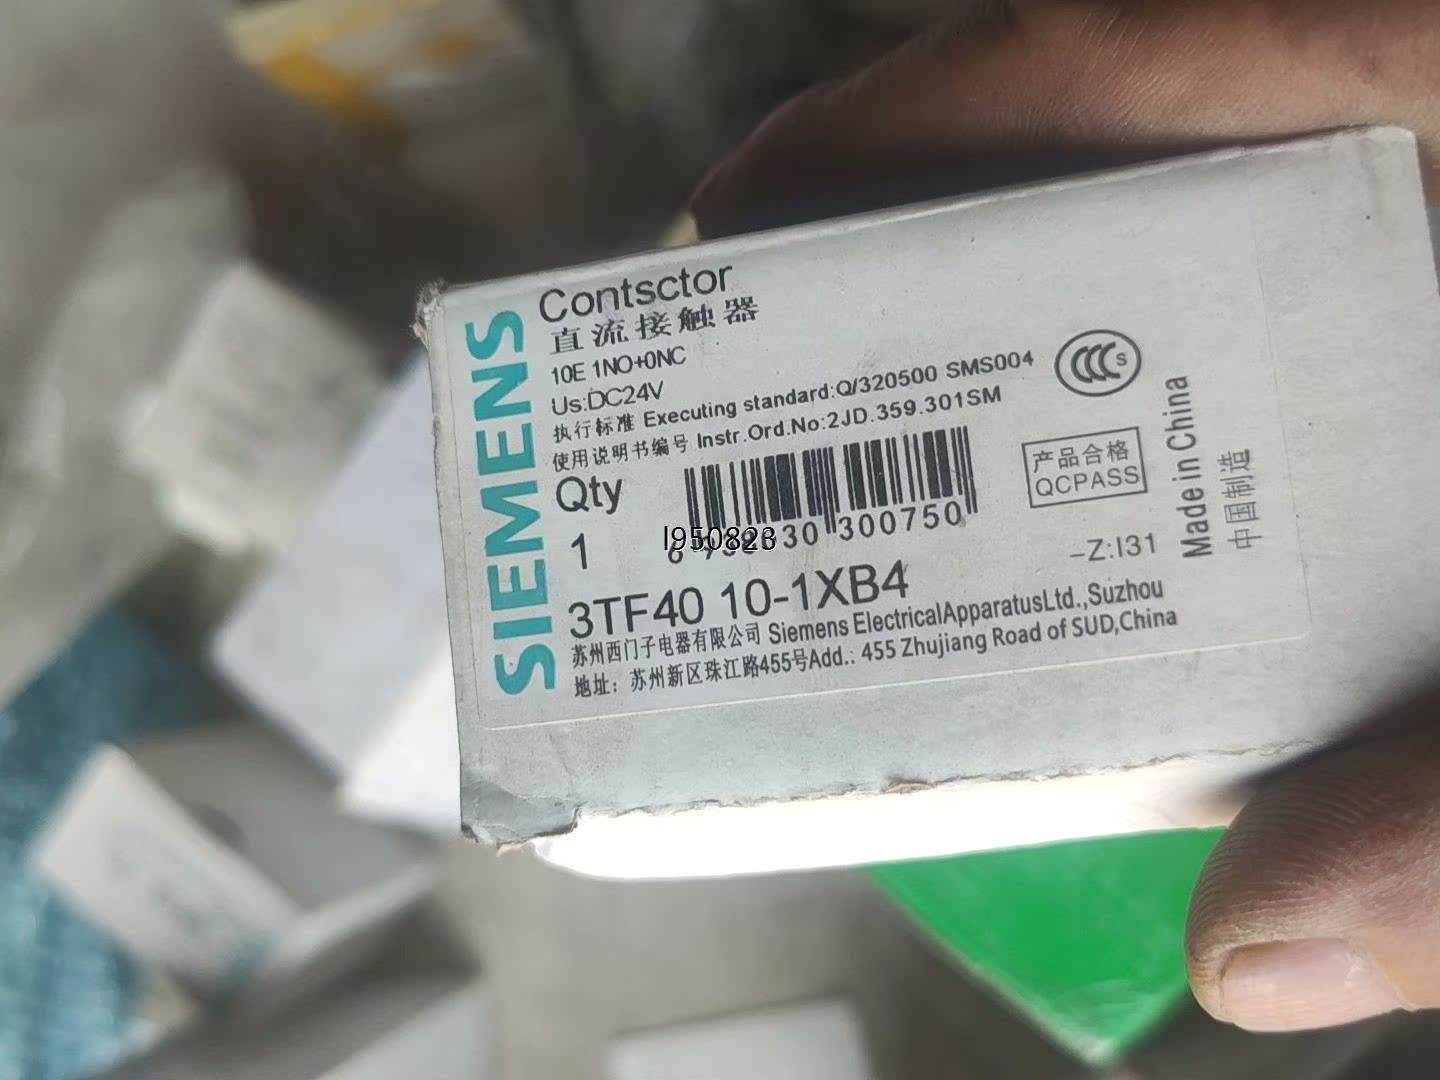 SIEMENS
Contsctor
直流接触器
10E 1NO+0NC
Us:DC24V
执行标准 Executing standard:Q/320500 SMS004
使用说明书编号 Instr.Ord.No:2JD.359.301SM
CCC S
Qty
1
产品合格
QCPASS
Made in China
中国制造
l950823
30 300750
-Z:I31
3TF40 10-1XB4
苏州西门子电器有限公司 Siemens ElectricalApparatusLtd.,Suzhou
地址：苏州新区珠江路455号Add.: 455 Zhujiang Road of SUD,China